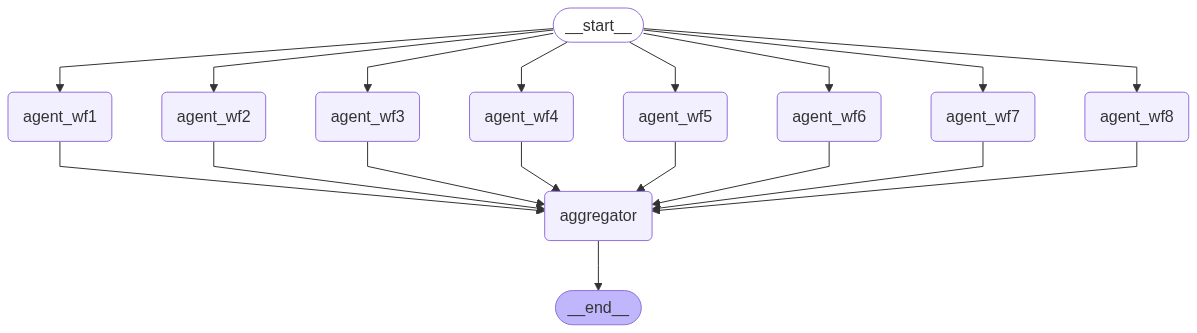 __start__
agent_wf1
agent_wf2
agent_wf3
agent_wf4
agent_wf5
agent_wf6
agent_wf7
agent_wf8
aggregator
__end__